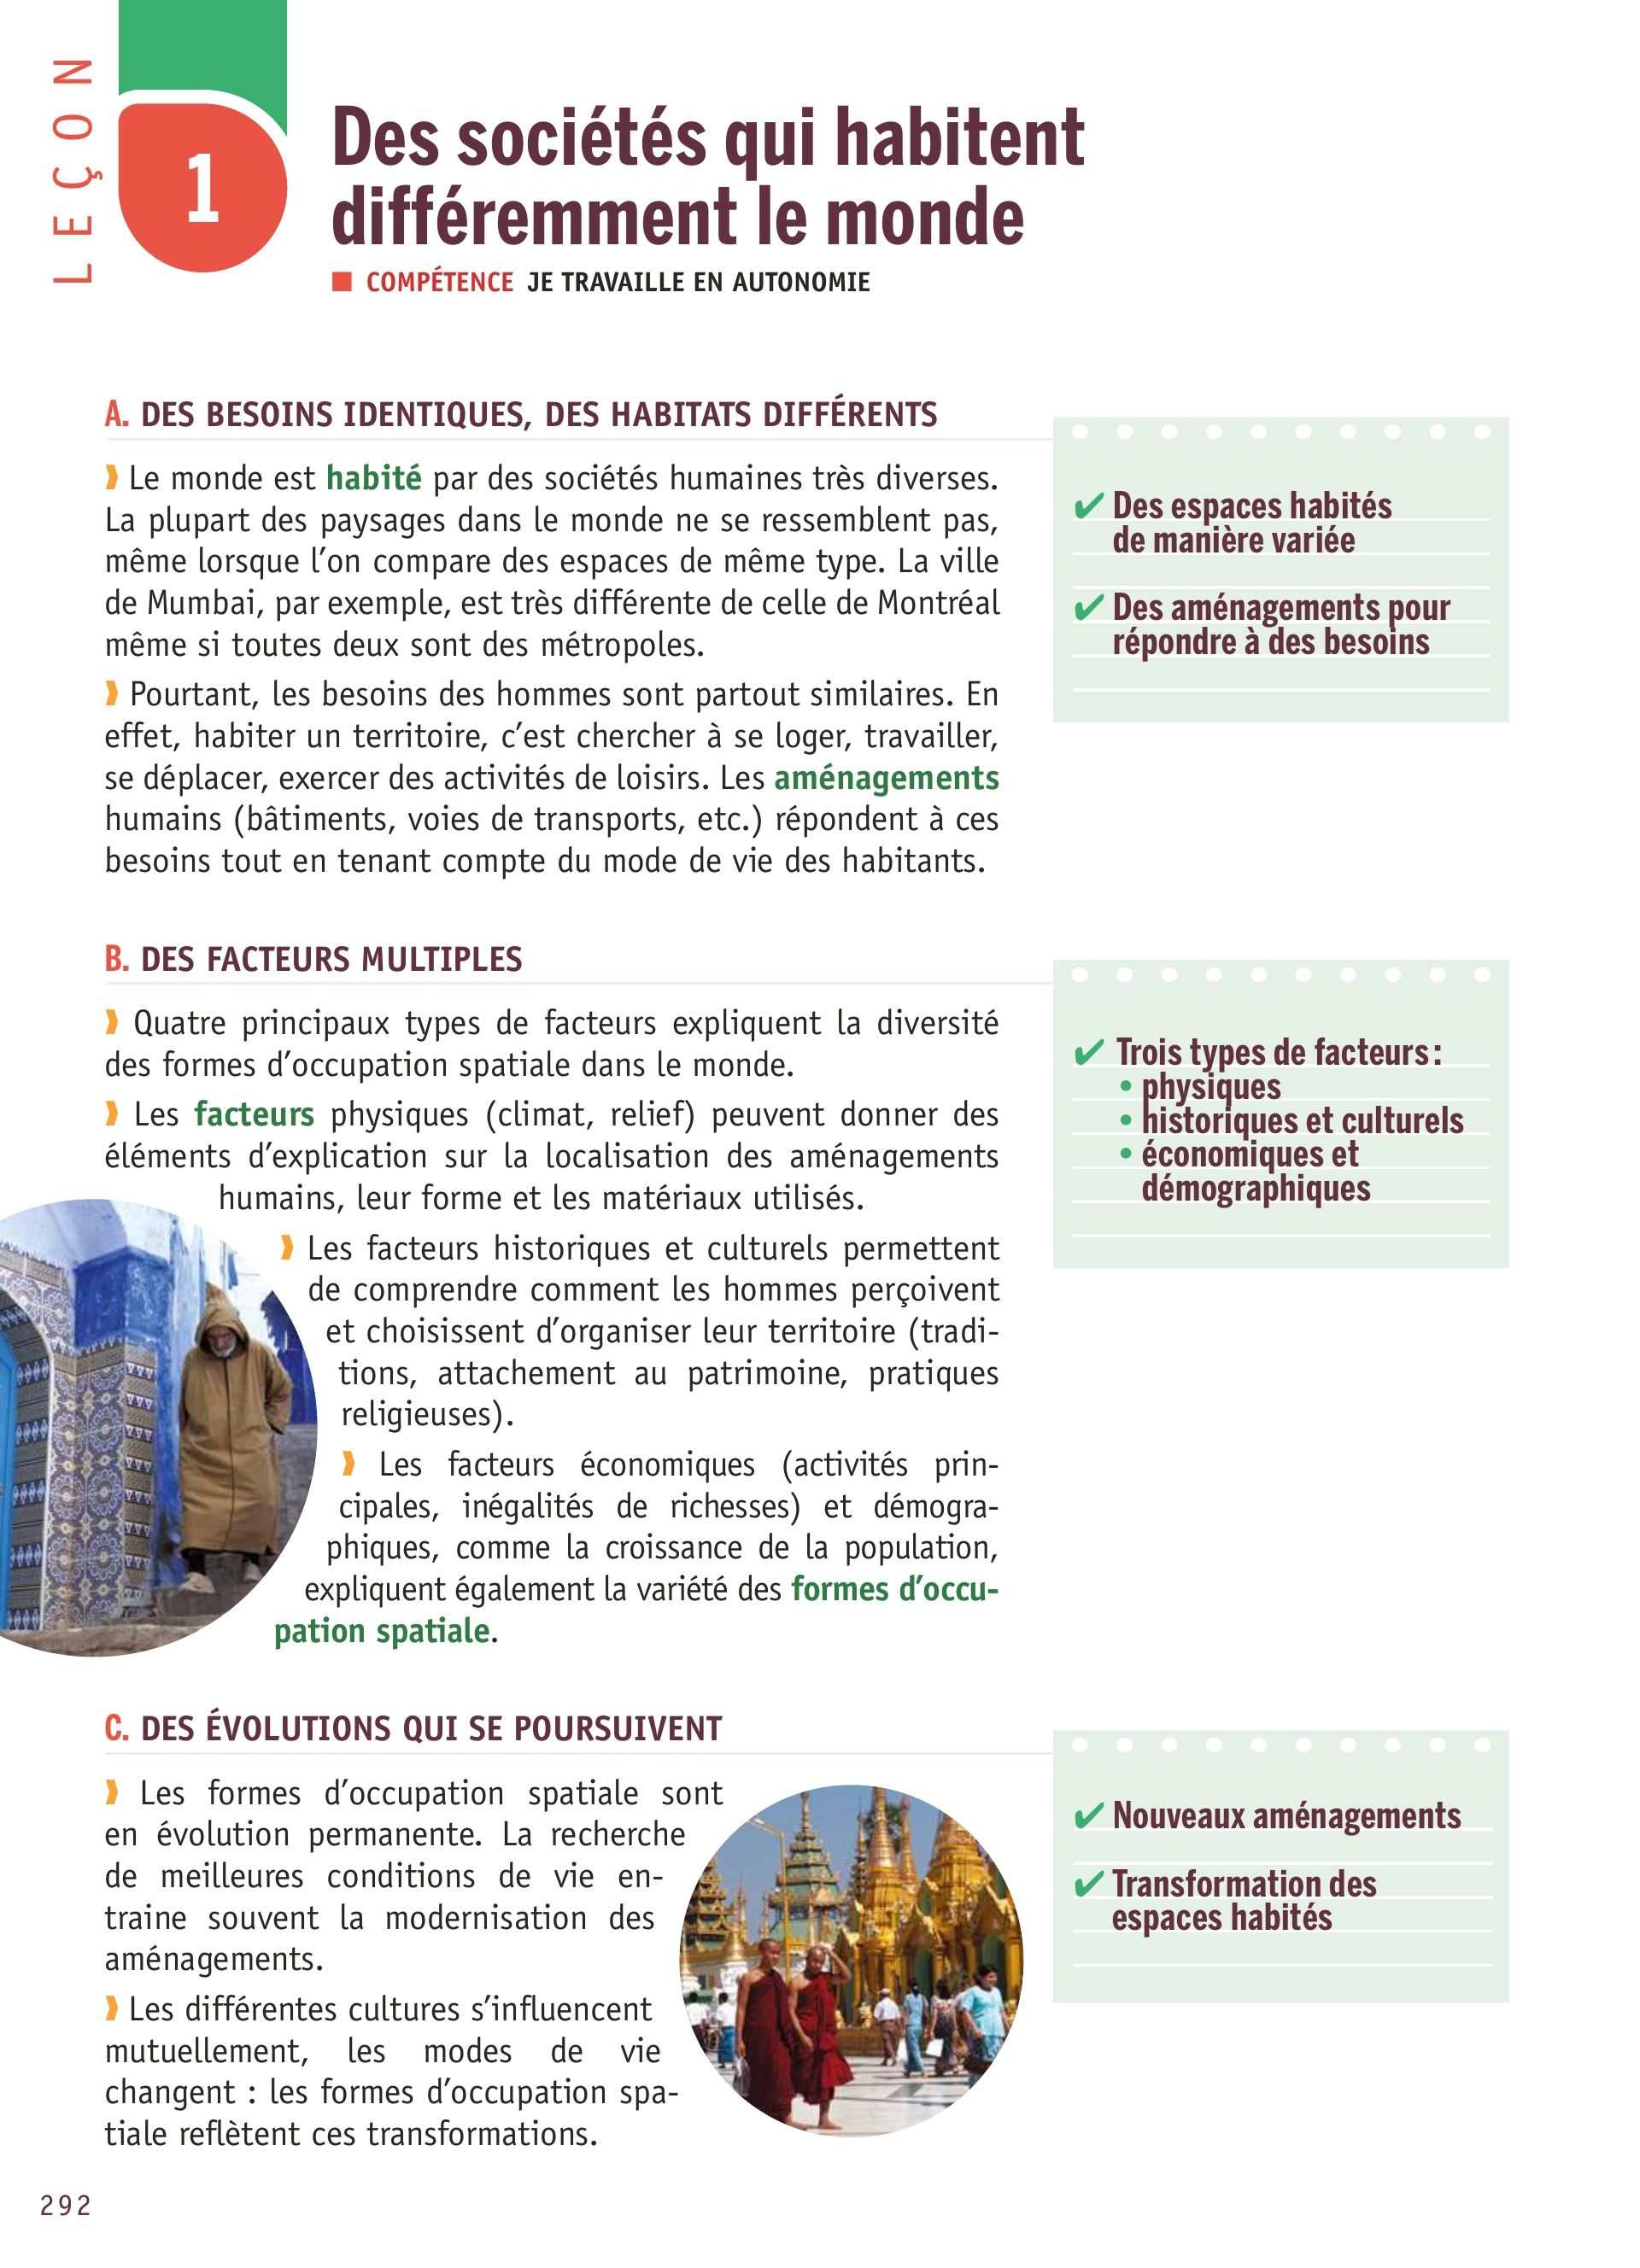 LEÇON
1
Des sociétés qui habitent
différemment le monde
■ COMPÉTENCE JE TRAVAILLE EN AUTONOMIE
A. DES BESOINS IDENTIQUES, DES HABITATS DIFFÉRENTS
❱ Le monde est habité par des sociétés humaines très diverses.
La plupart des paysages dans le monde ne se ressemblent pas,
même lorsque l’on compare des espaces de même type. La ville
de Mumbai, par exemple, est très différente de celle de Montréal
même si toutes deux sont des métropoles.
❱ Pourtant, les besoins des hommes sont partout similaires. En
effet, habiter un territoire, c’est chercher à se loger, travailler,
se déplacer, exercer des activités de loisirs. Les aménagements
humains (bâtiments, voies de transports, etc.) répondent à ces
besoins tout en tenant compte du mode de vie des habitants.
✔ Des espaces habités
de manière variée
✔ Des aménagements pour
répondre à des besoins
B. DES FACTEURS MULTIPLES
❱ Quatre principaux types de facteurs expliquent la diversité
des formes d’occupation spatiale dans le monde.
❱ Les facteurs physiques (climat, relief) peuvent donner des
éléments d’explication sur la localisation des aménagements
humains, leur forme et les matériaux utilisés.
❱ Les facteurs historiques et culturels permettent
de comprendre comment les hommes perçoivent
et choisissent d’organiser leur territoire (tradi-
tions, attachement au patrimoine, pratiques
religieuses).
❱ Les facteurs économiques (activités prin-
cipales, inégalités de richesses) et démogra-
phiques, comme la croissance de la population,
expliquent également la variété des formes d’occu-
pation spatiale.
✔ Trois types de facteurs :
• physiques
• historiques et culturels
• économiques et
démographiques
C. DES ÉVOLUTIONS QUI SE POURSUIVENT
❱ Les formes d’occupation spatiale sont
en évolution permanente. La recherche
de meilleures conditions de vie en-
traine souvent la modernisation des
aménagements.
❱ Les différentes cultures s’influencent
mutuellement, les modes de vie
changent : les formes d’occupation spa-
tiale reflètent ces transformations.
✔ Nouveaux aménagements
✔ Transformation des
espaces habités
292